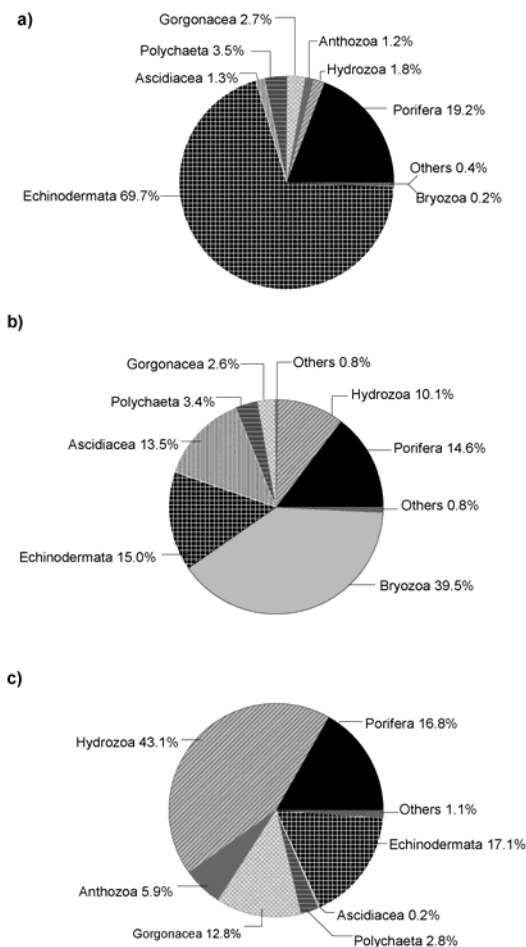 a)
Gorgonacea 2.7%
Anthozoa 1.2%
Polychaeta 3.5%
Hydrozoa 1.8%
Ascidiacea 1.3%
Porifera 19.2%
Others 0.4%
Echinodermata 69.7%
Bryozoa 0.2%
b)
Gorgonacea 2.6%
Others 0.8%
Hydrozoa 10.1%
Polychaeta 3.4%
Ascidiacea 13.5%
Porifera 14.6%
Others 0.8%
Echinodermata 15.0%
Bryozoa 39.5%
c)
Porifera 16.8%
Hydrozoa 43.1%
Others 1.1%
Echinodermata 17.1%
Anthozoa 5.9%
Ascidiacea 0.2%
Gorgonacea 12.8%
Polychaeta 2.8%